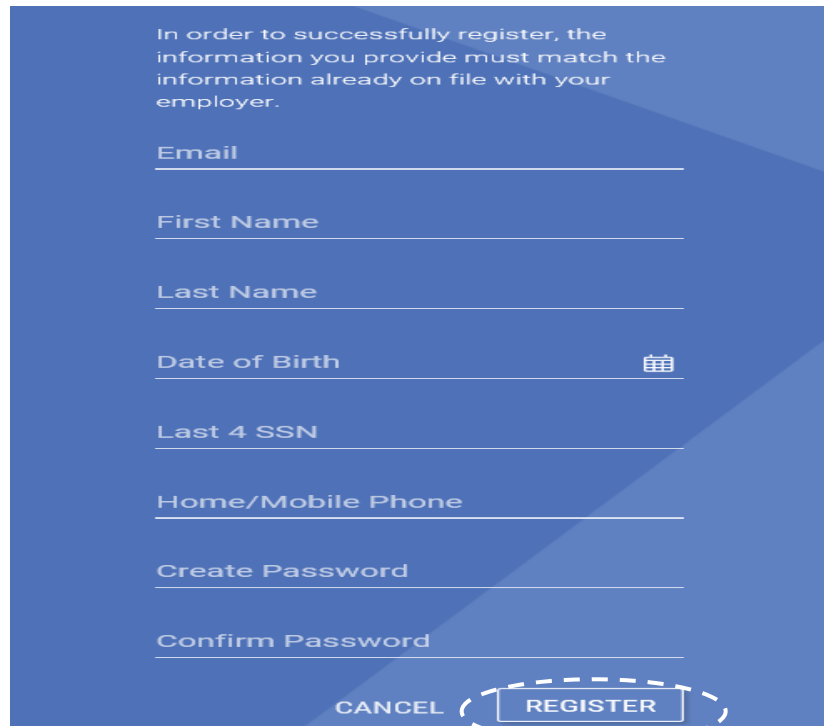 In order to successfully register, the
information you provide must match the
information already on file with your
employer.
Email
First Name
Last Name
Date of Birth
Last 4 SSN
Home/Mobile Phone
Create Password
Confirm Password
CANCEL REGISTER